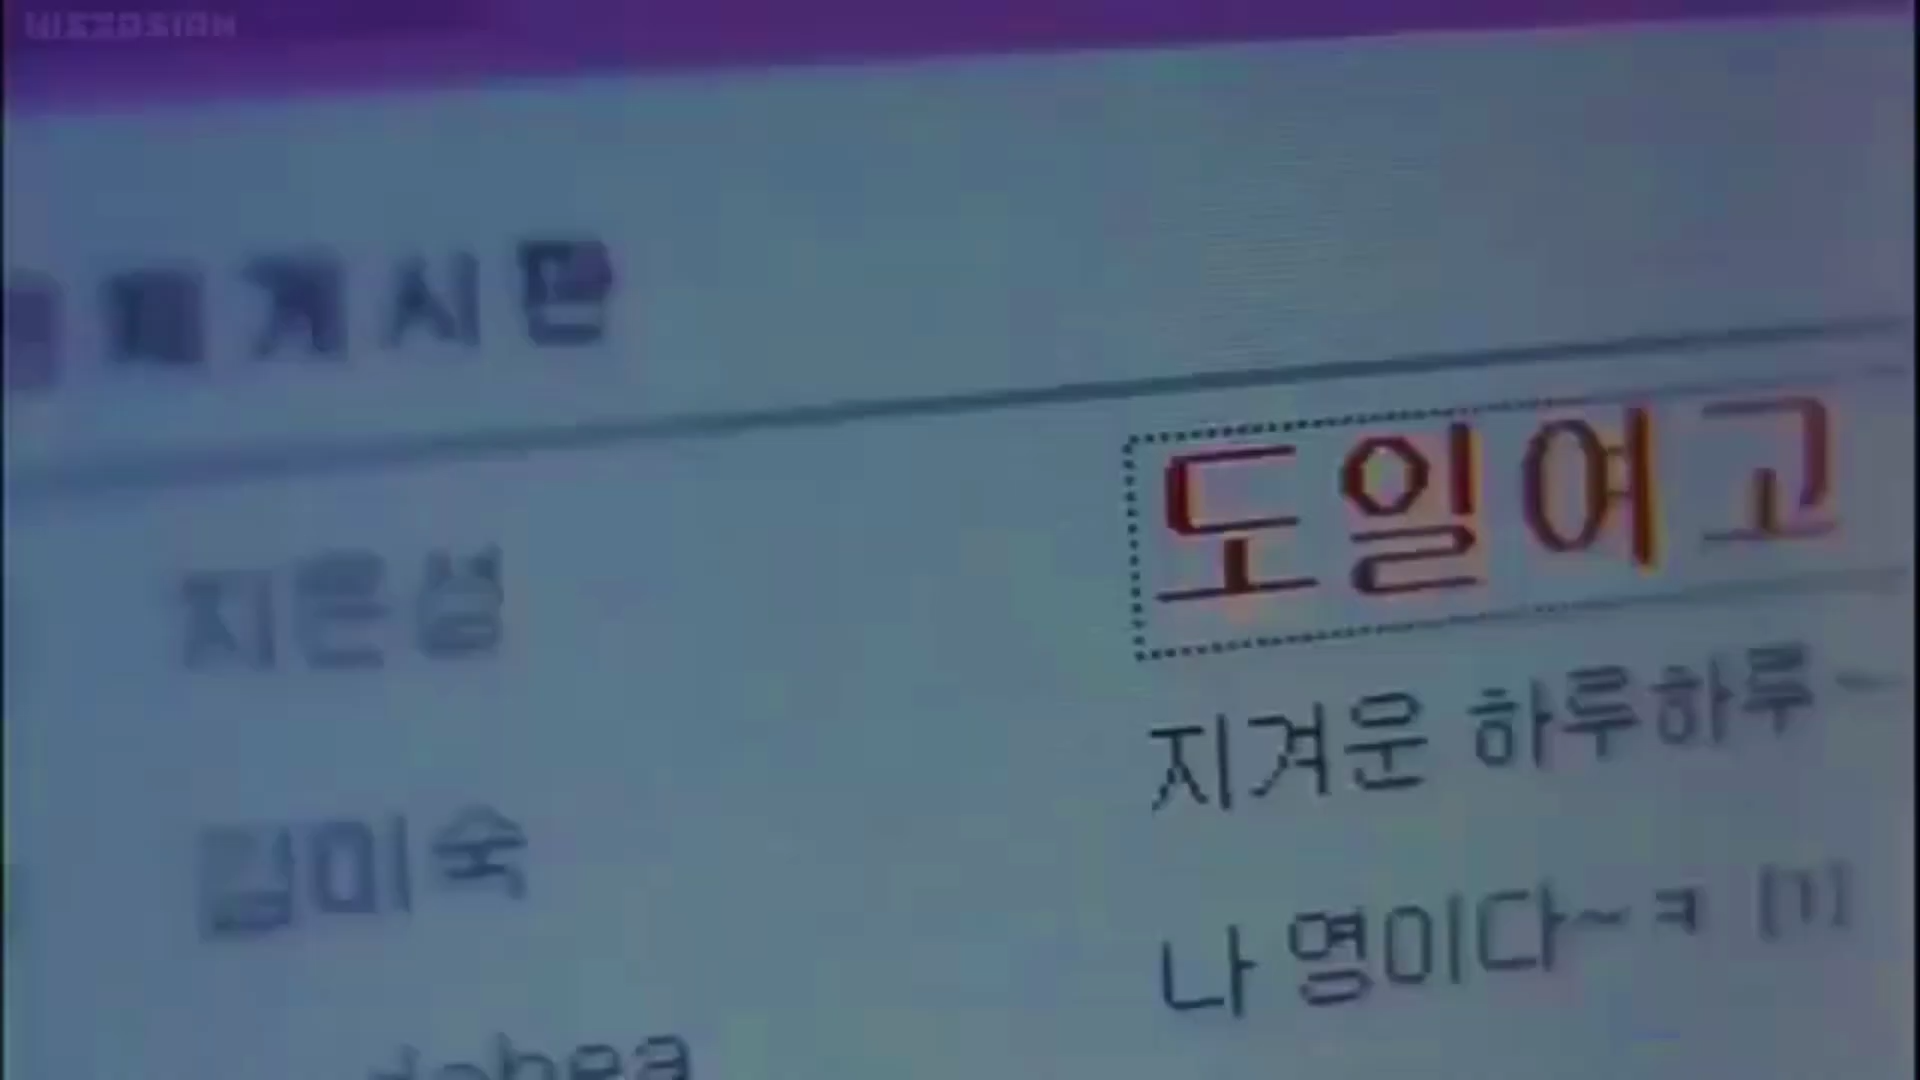 게시판
지은성
도일여고
지겨운 하루하루~
김미숙
나 영이다~ㅋ [1]